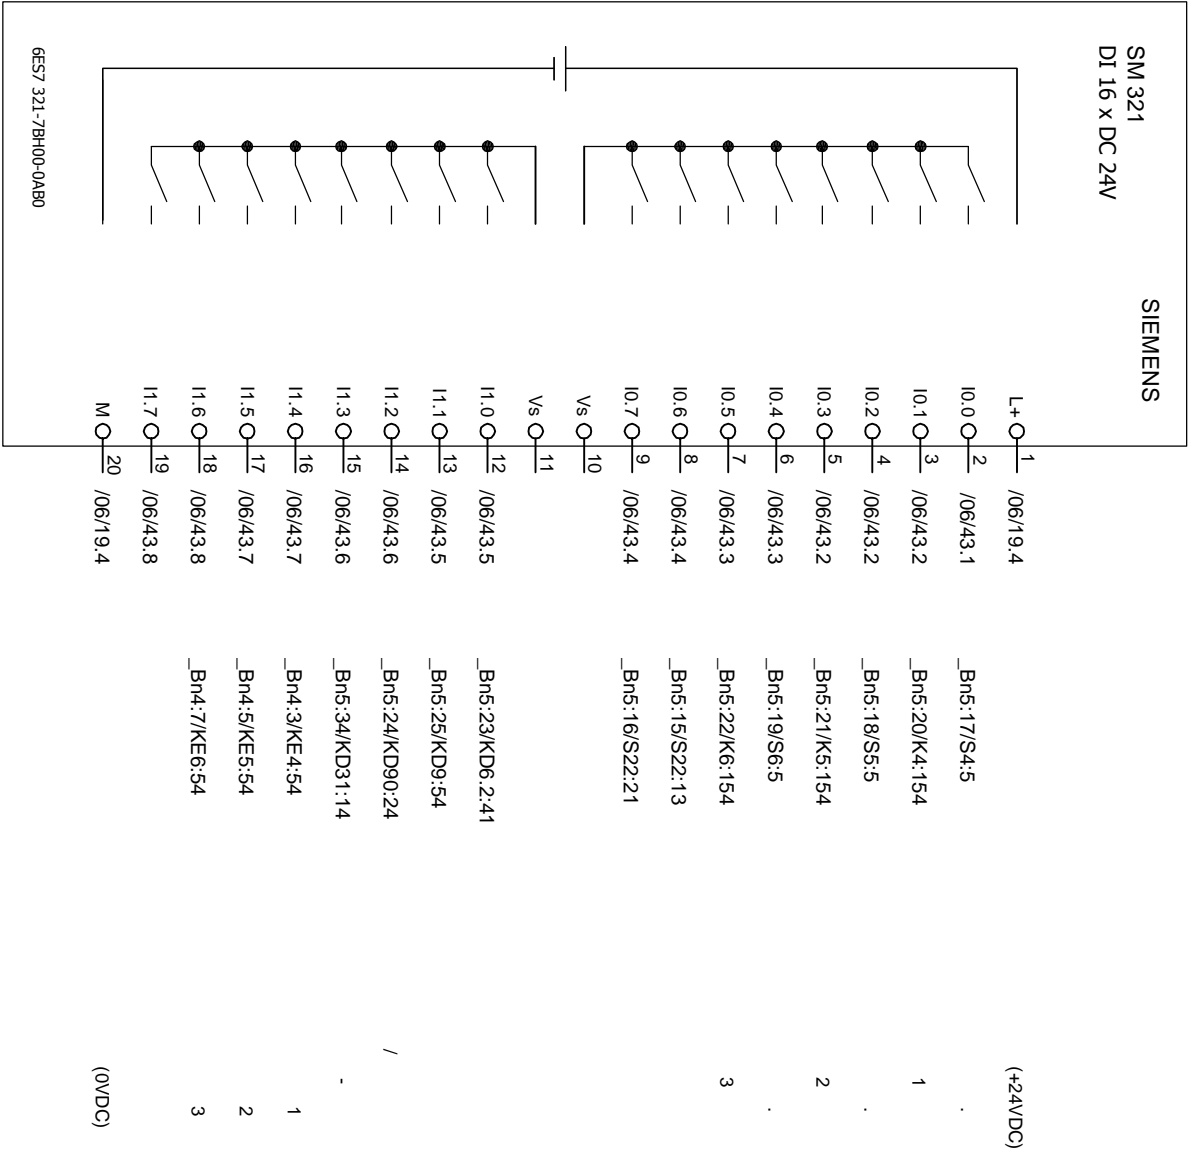 SIEMENS
SM 321
DI 16 x DC 24V
6ES7 321-7BH00-0AB0
L+ 1 /06/19.4 (+24VDC)
I0.0 2 /06/43.1 _Bn5:17/S4:5 .
I0.1 3 /06/43.2 _Bn5:20/K4:154 1
I0.2 4 /06/43.2 _Bn5:18/S5:5 .
I0.3 5 /06/43.2 _Bn5:21/K5:154 2
I0.4 6 /06/43.3 _Bn5:19/S6:5 .
I0.5 7 /06/43.3 _Bn5:22/K6:154 3
I0.6 8 /06/43.4 _Bn5:15/S22:13
I0.7 9 /06/43.4 _Bn5:16/S22:21
Vs 10
Vs 11
I1.0 12 /06/43.5 _Bn5:23/KD6.2:41
I1.1 13 /06/43.5 _Bn5:25/KD9:54
I1.2 14 /06/43.6 _Bn5:24/KD90:24 /
I1.3 15 /06/43.6 _Bn5:34/KD31:14 -
I1.4 16 /06/43.7 _Bn4:3/KE4:54 1
I1.5 17 /06/43.7 _Bn4:5/KE5:54 2
I1.6 18 /06/43.8 _Bn4:7/KE6:54 3
I1.7 19 /06/43.8
M 20 /06/19.4 (0VDC)